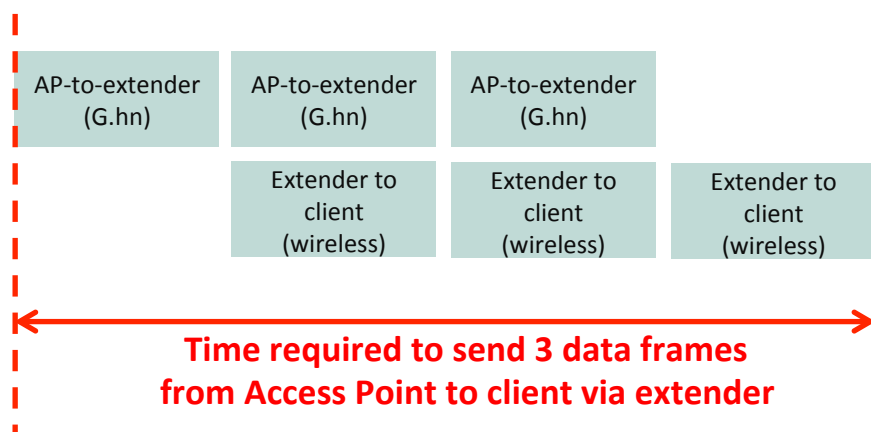 AP-to-extender
(G.hn)
AP-to-extender
(G.hn)
AP-to-extender
(G.hn)
Extender to
client
(wireless)
Extender to
client
(wireless)
Extender to
client
(wireless)
Time required to send 3 data frames
from Access Point to client via extender